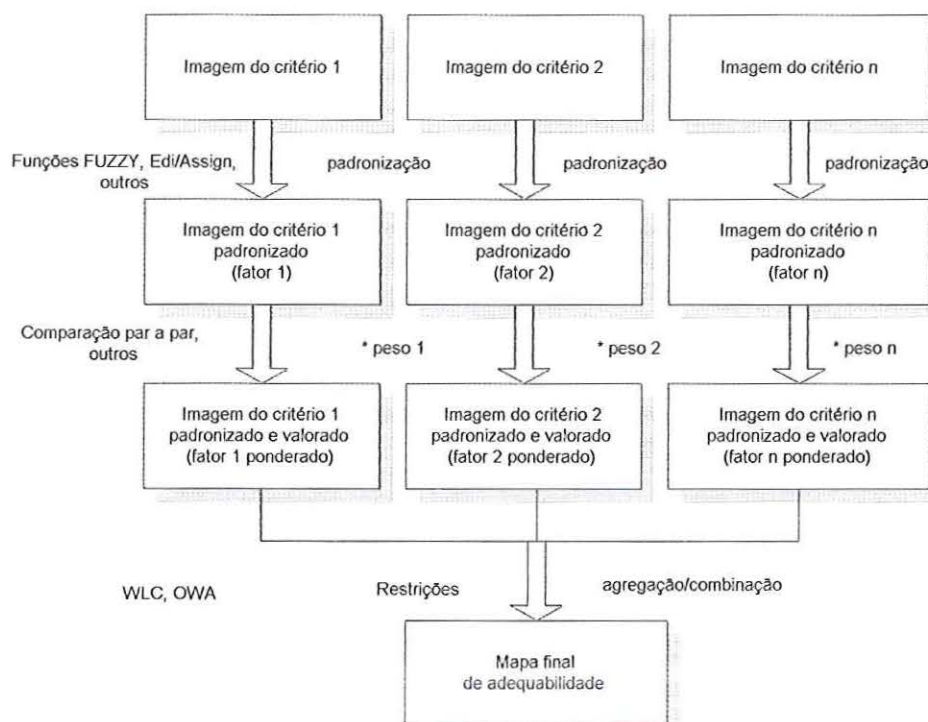 Imagem do critério 1
Imagem do critério 2
Imagem do critério n
Funções FUZZY, Edi/Assign,
outros
padronização
padronização
padronização
Imagem do critério 1
padronizado
(fator 1)
Imagem do critério 2
padronizado
(fator 2)
Imagem do critério n
padronizado
(fator n)
Comparação par a par,
outros
* peso 1
* peso 2
* peso n
Imagem do critério 1
padronizado e valorado
(fator 1 ponderado)
Imagem do critério 2
padronizado e valorado
(fator 2 ponderado)
Imagem do critério n
padronizado e valorado
(fator n ponderado)
WLC, OWA
Restrições
agregação/combinação
Mapa final
de adequabilidade